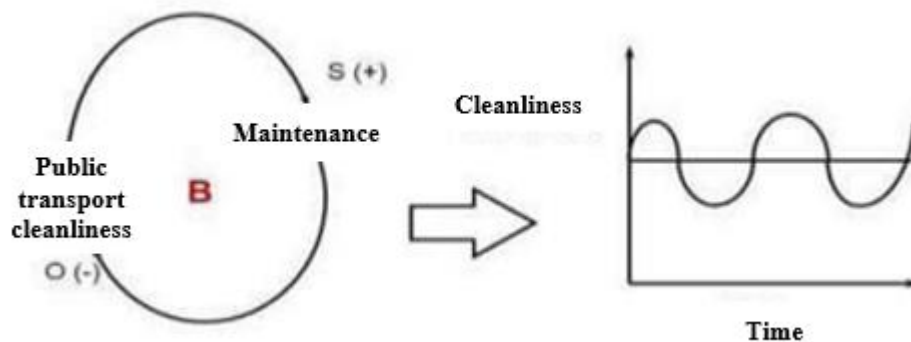 S (+)
Maintenance
Public
transport
cleanliness
B
O (-)
Cleanliness
Time